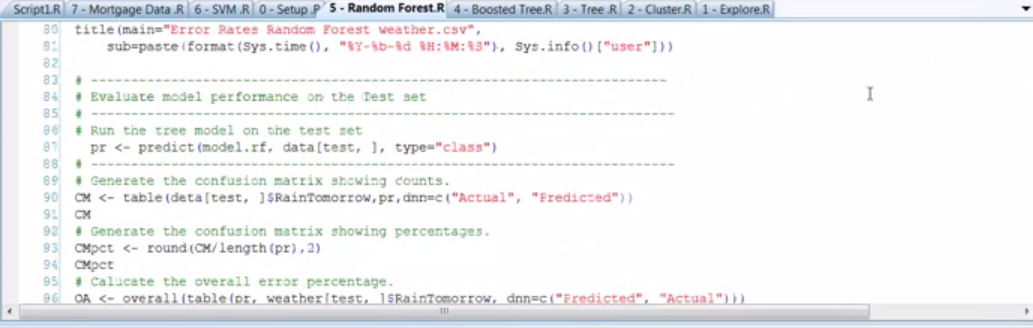 Script1.R 7 - Mortgage Data .R 6 - SVM .R 0 - Setup .R 5 - Random Forest.R 4 - Boosted Tree.R 3 - Tree .R 2 - Cluster.R 1 - Explore.R
80 title(main="Error Rates Random Forest weather.csv",
81 sub=paste(format(Sys.time(), "%Y-%b-%d %H:%M:%S"), Sys.info()["user"]))
82
83 # -----------------------------------------------------------------------
84 # Evaluate model performance on the Test set
85 # ------------------------------------------------------------------------
86 # Run the tree model on the test set
87 pr <- predict(model.rf, data[test, ], type="class")
88 # ------------------------------------------------------------------------
89 # Generate the confusion matrix showing counts.
90 CM <- table(data[test, ]$RainTomorrow,pr,dnn=c("Actual", "Predicted"))
91 CM
92 # Generate the confusion matrix showing percentages.
93 CMpct <- round(CM/length(pr),2)
94 CMpct
95 # Calucate the overall error percentage.
96 OA <- overall(table(pr, weather[test, ]$RainTomorrow, dnn=c("Predicted", "Actual")))